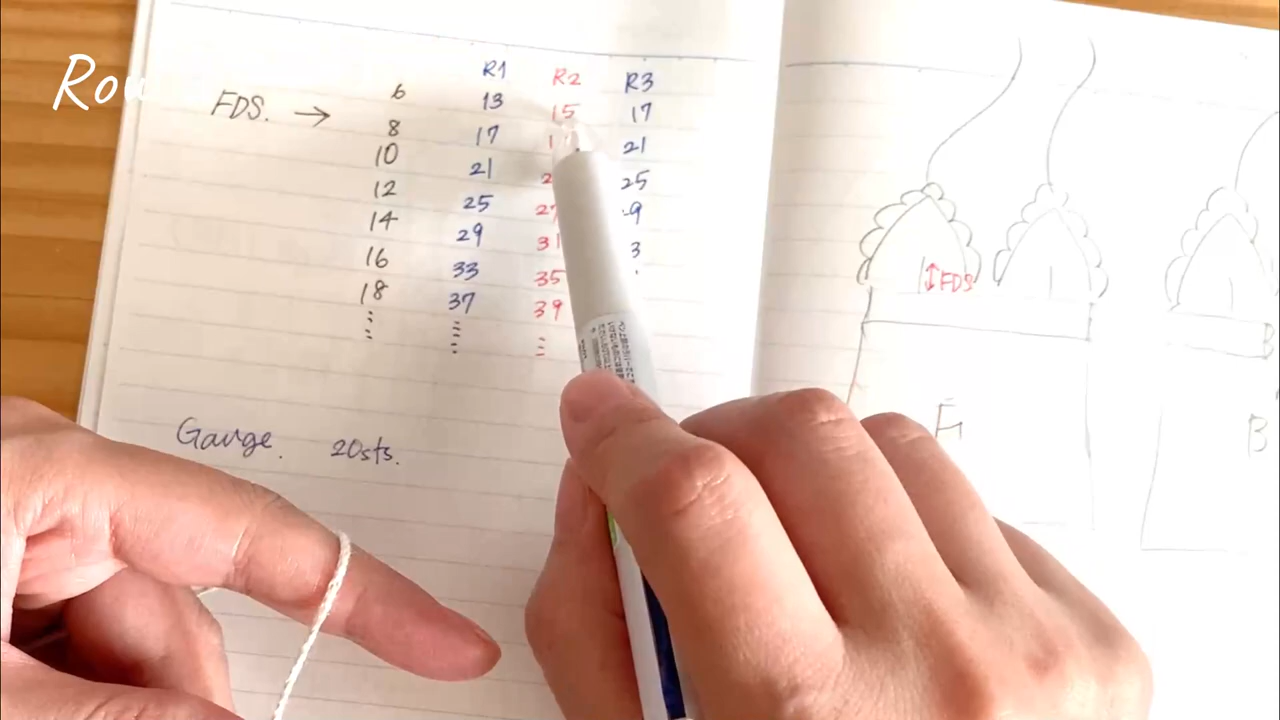 R1 R2 R3
FDS. → 6 13 15 17
8 17 21
10 21 25
12 25 27
14 29 31
16 33 35
18 37 39
Gauge. 20sts.
FDS
B